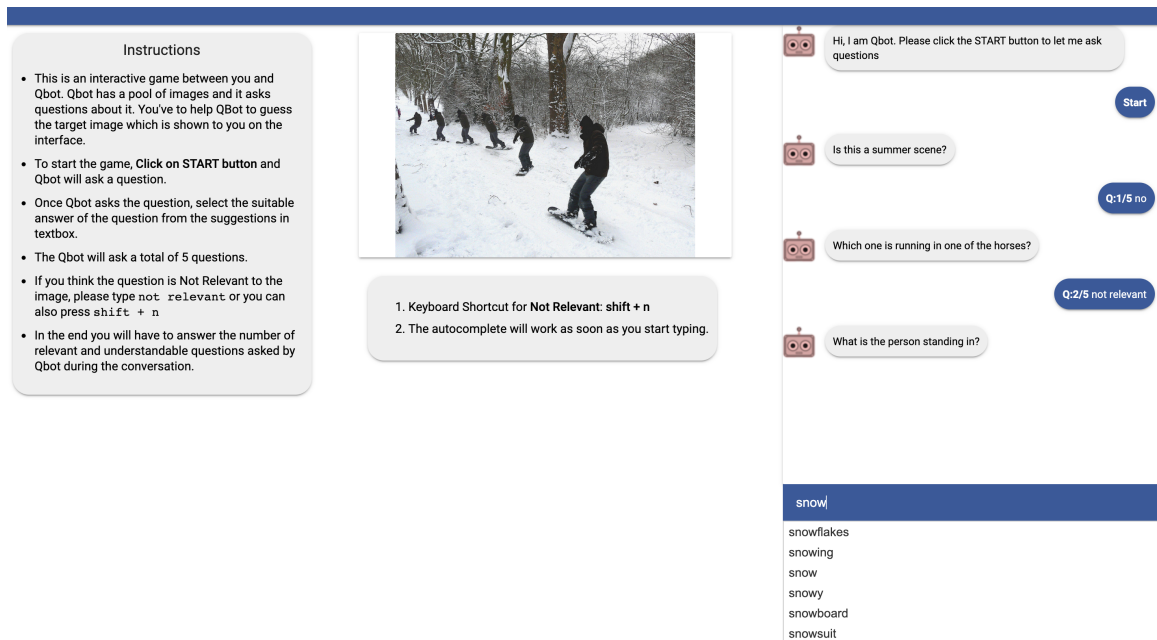 Instructions
This is an interactive game between you and
Qbot. Qbot has a pool of images and it asks
questions about it. You've to help QBot to guess
the target image which is shown to you on the
interface.
To start the game, Click on START button and
Qbot will ask a question.
Once Qbot asks the question, select the suitable
answer of the question from the suggestions in
textbox.
The Qbot will ask a total of 5 questions.
If you think the question is Not Relevant to the
image, please type not relevant or you can
also press shift + n
In the end you will have to answer the number of
relevant and understandable questions asked by
Qbot during the conversation.
1. Keyboard Shortcut for Not Relevant: shift + n
2. The autocomplete will work as soon as you start typing.
Hi, I am Qbot. Please click the START button to let me ask
questions
Start
Is this a summer scene?
Q:1/5 no
Which one is running in one of the horses?
Q:2/5 not relevant
What is the person standing in?
snow
snowflakes
snowing
snow
snowy
snowboard
snowsuit